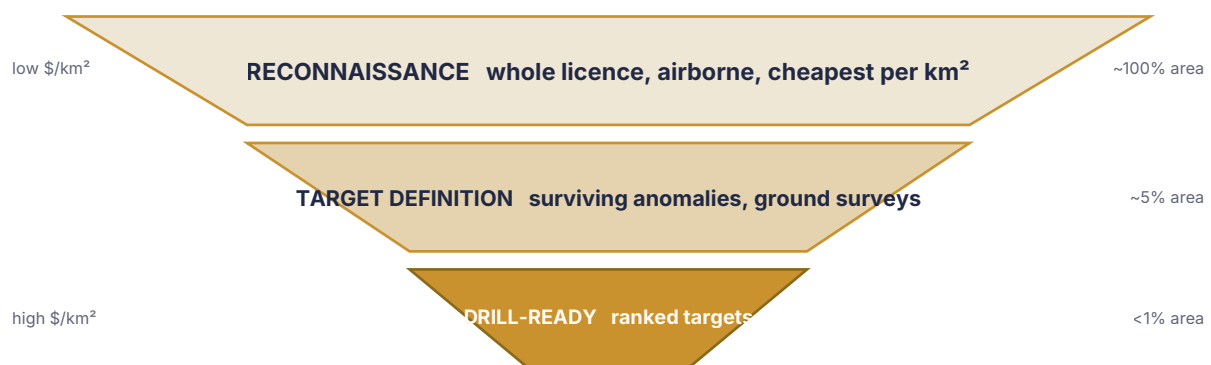 low $/km²
RECONNAISSANCE whole licence, airborne, cheapest per km²
~100% area
TARGET DEFINITION surviving anomalies, ground surveys
~5% area
high $/km²
DRILL-READY ranked targets
<1% area